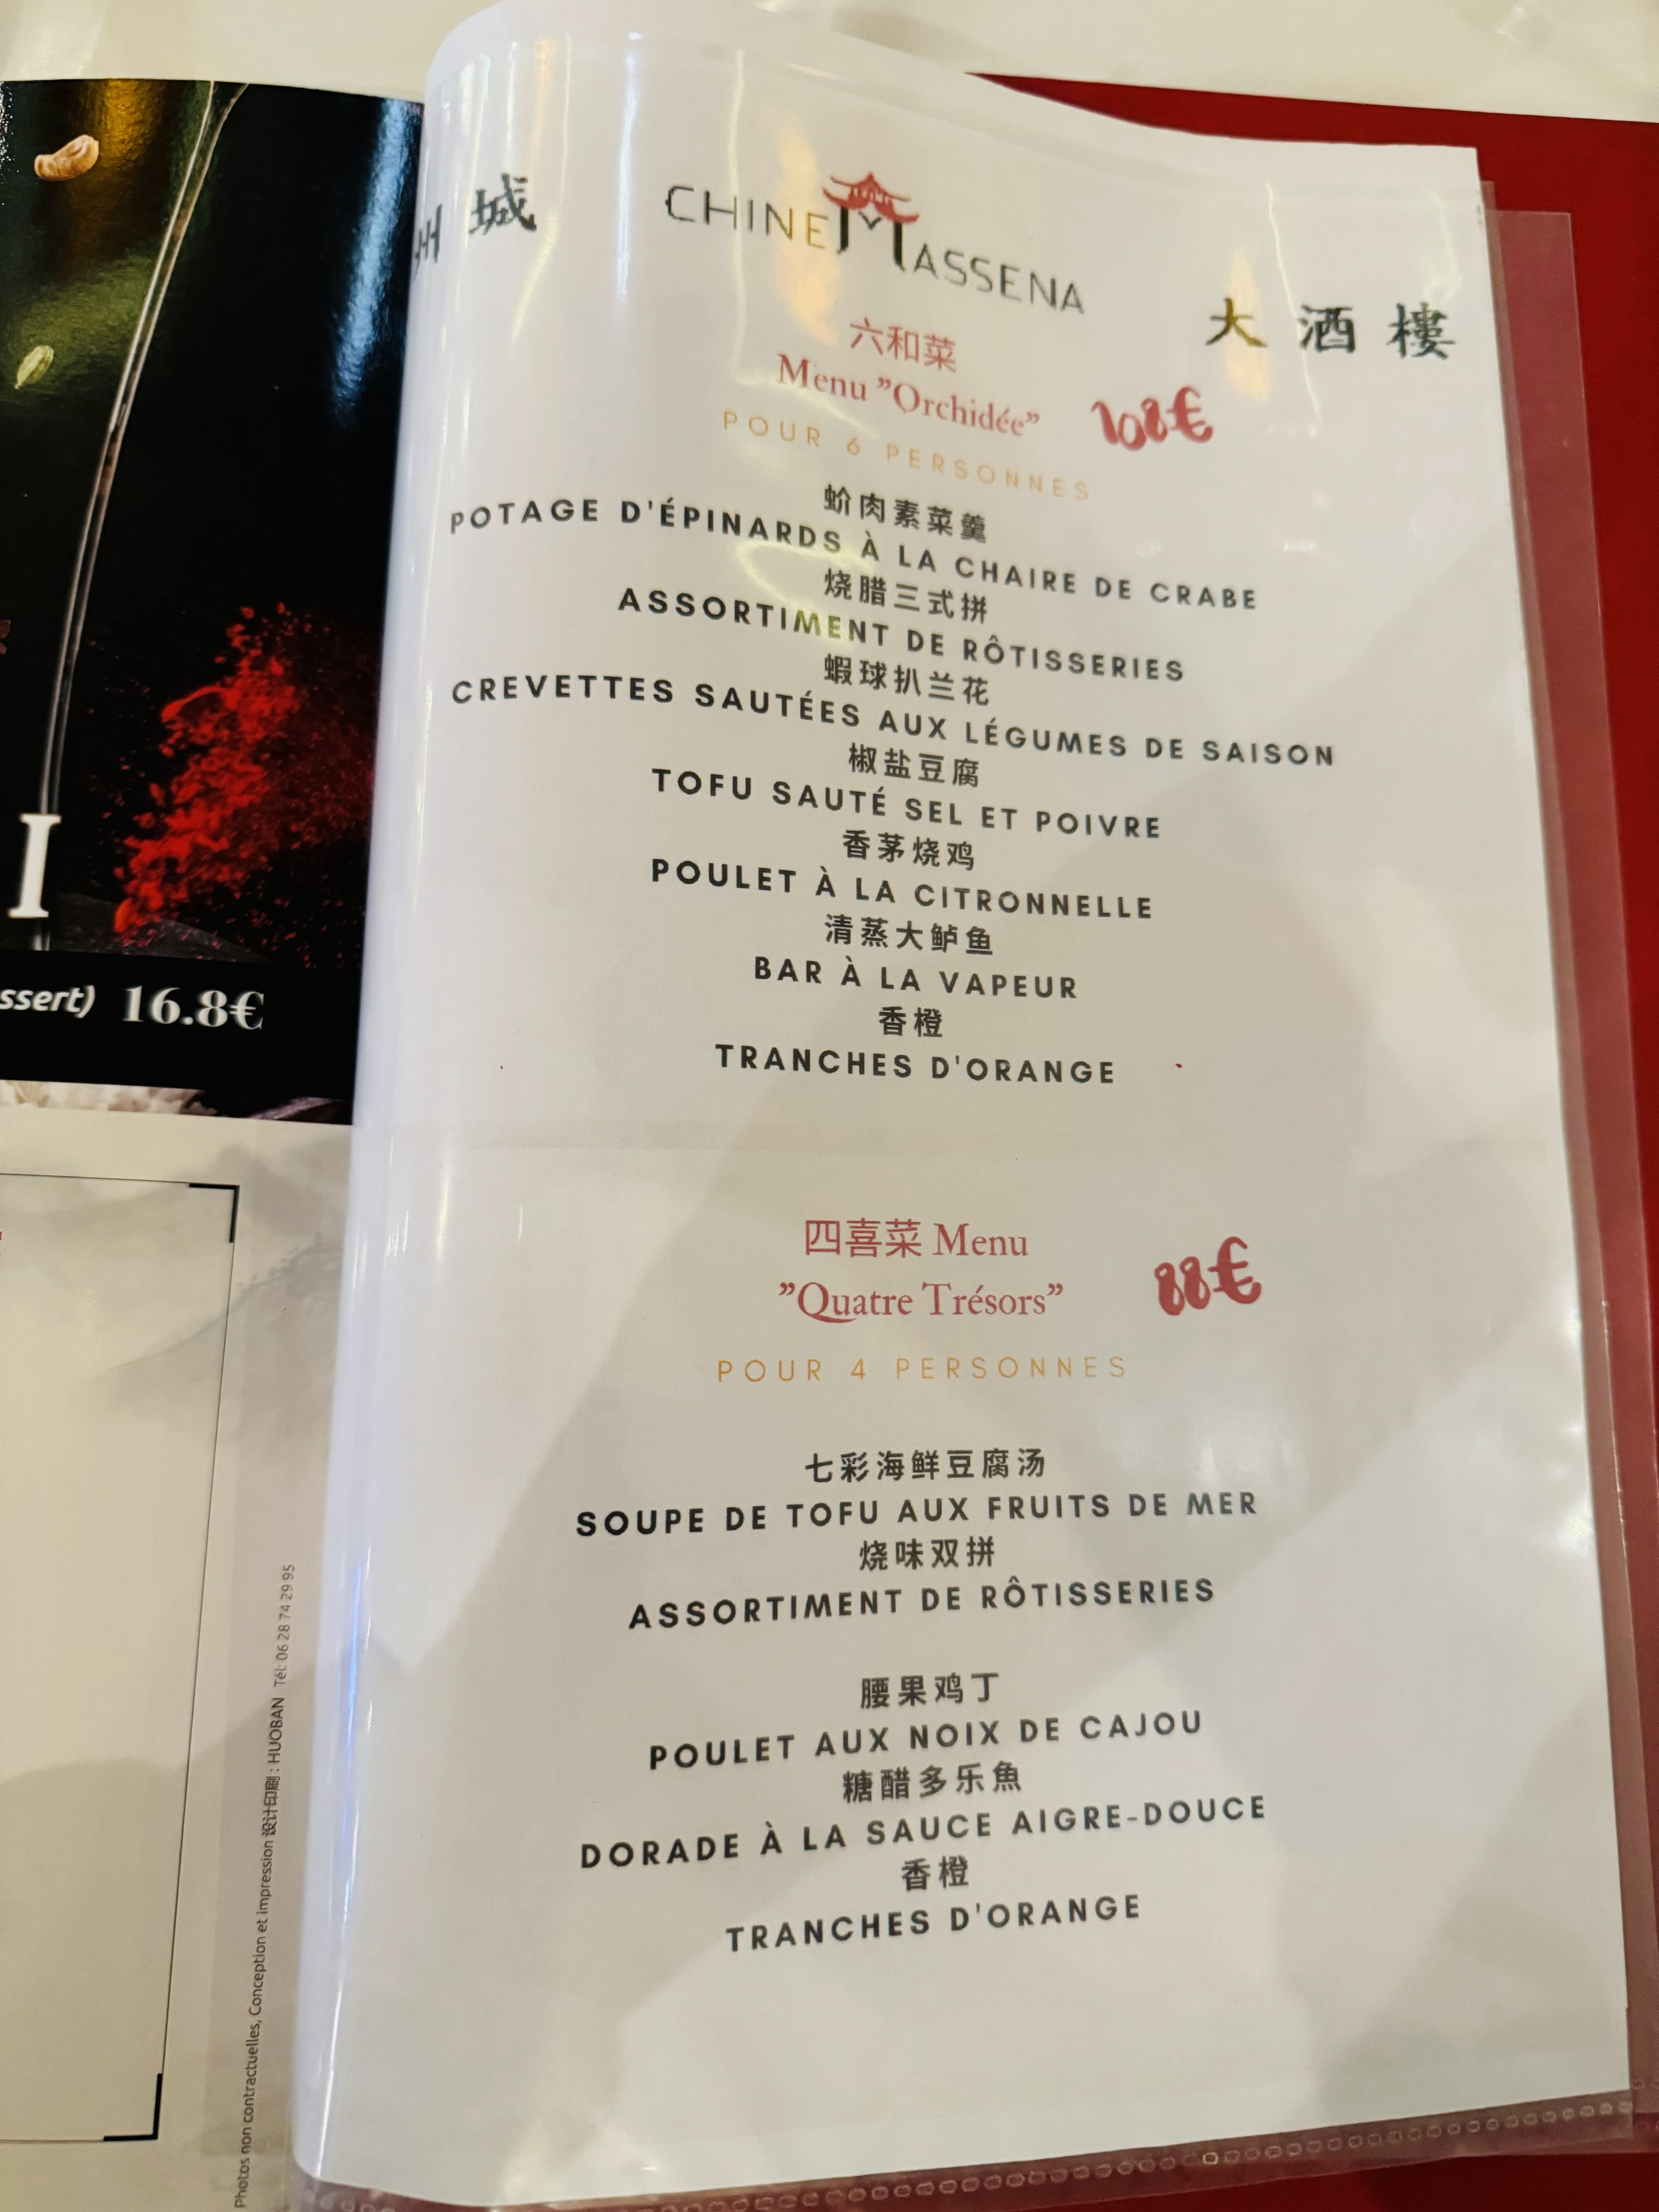 州城
CHINE MASSENA
大酒樓
六和菜
Menu ”Orchidée” 108€
POUR 6 PERSONNES
蚧肉素菜羹
POTAGE D'ÉPINARDS À LA CHAIRE DE CRABE
烧腊三式拼
ASSORTIMENT DE RÔTISSERIES
蝦球扒兰花
CREVETTES SAUTÉES AUX LÉGUMES DE SAISON
椒盐豆腐
TOFU SAUTÉ SEL ET POIVRE
香茅烧鸡
POULET À LA CITRONNELLE
清蒸大鲈鱼
BAR À LA VAPEUR
香橙
TRANCHES D'ORANGE
四喜菜 Menu
”Quatre Trésors” 88€
POUR 4 PERSONNES
七彩海鲜豆腐汤
SOUPE DE TOFU AUX FRUITS DE MER
烧味双拼
ASSORTIMENT DE RÔTISSERIES
腰果鸡丁
POULET AUX NOIX DE CAJOU
糖醋多乐魚
DORADE À LA SAUCE AIGRE-DOUCE
香橙
TRANCHES D'ORANGE
I
ssert) 16.8€
Photos non contractuelles, Conception et impression 设计印刷 : HUOBAN Tél: 06 28 74 29 95